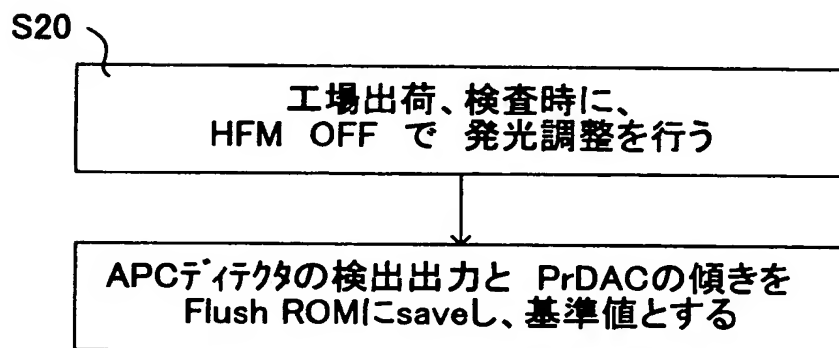 S20
工場出荷、検査時に、
HFM OFF で 発光調整を行う
APCディテクタの検出出力と PrDACの傾きを
Flush ROMにsaveし、基準値とする